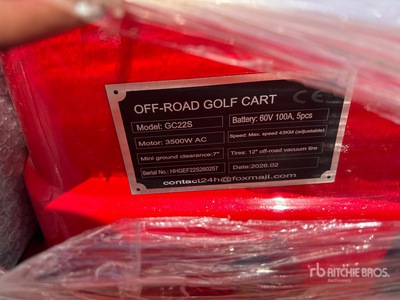 OFF-ROAD GOLF CART CE
Model: GC22S
Battery: 60V 100A, 5pcs
Motor: 3500W AC
Speed: Max. speed 43KM (adjustable)
Mini ground clearance:7"
Tires: 12" off-road vacuum tire
Serial No.: HHGEF22S260257
Date:2026.02
contact24h@foxmail.com
rb RITCHIE BROS.